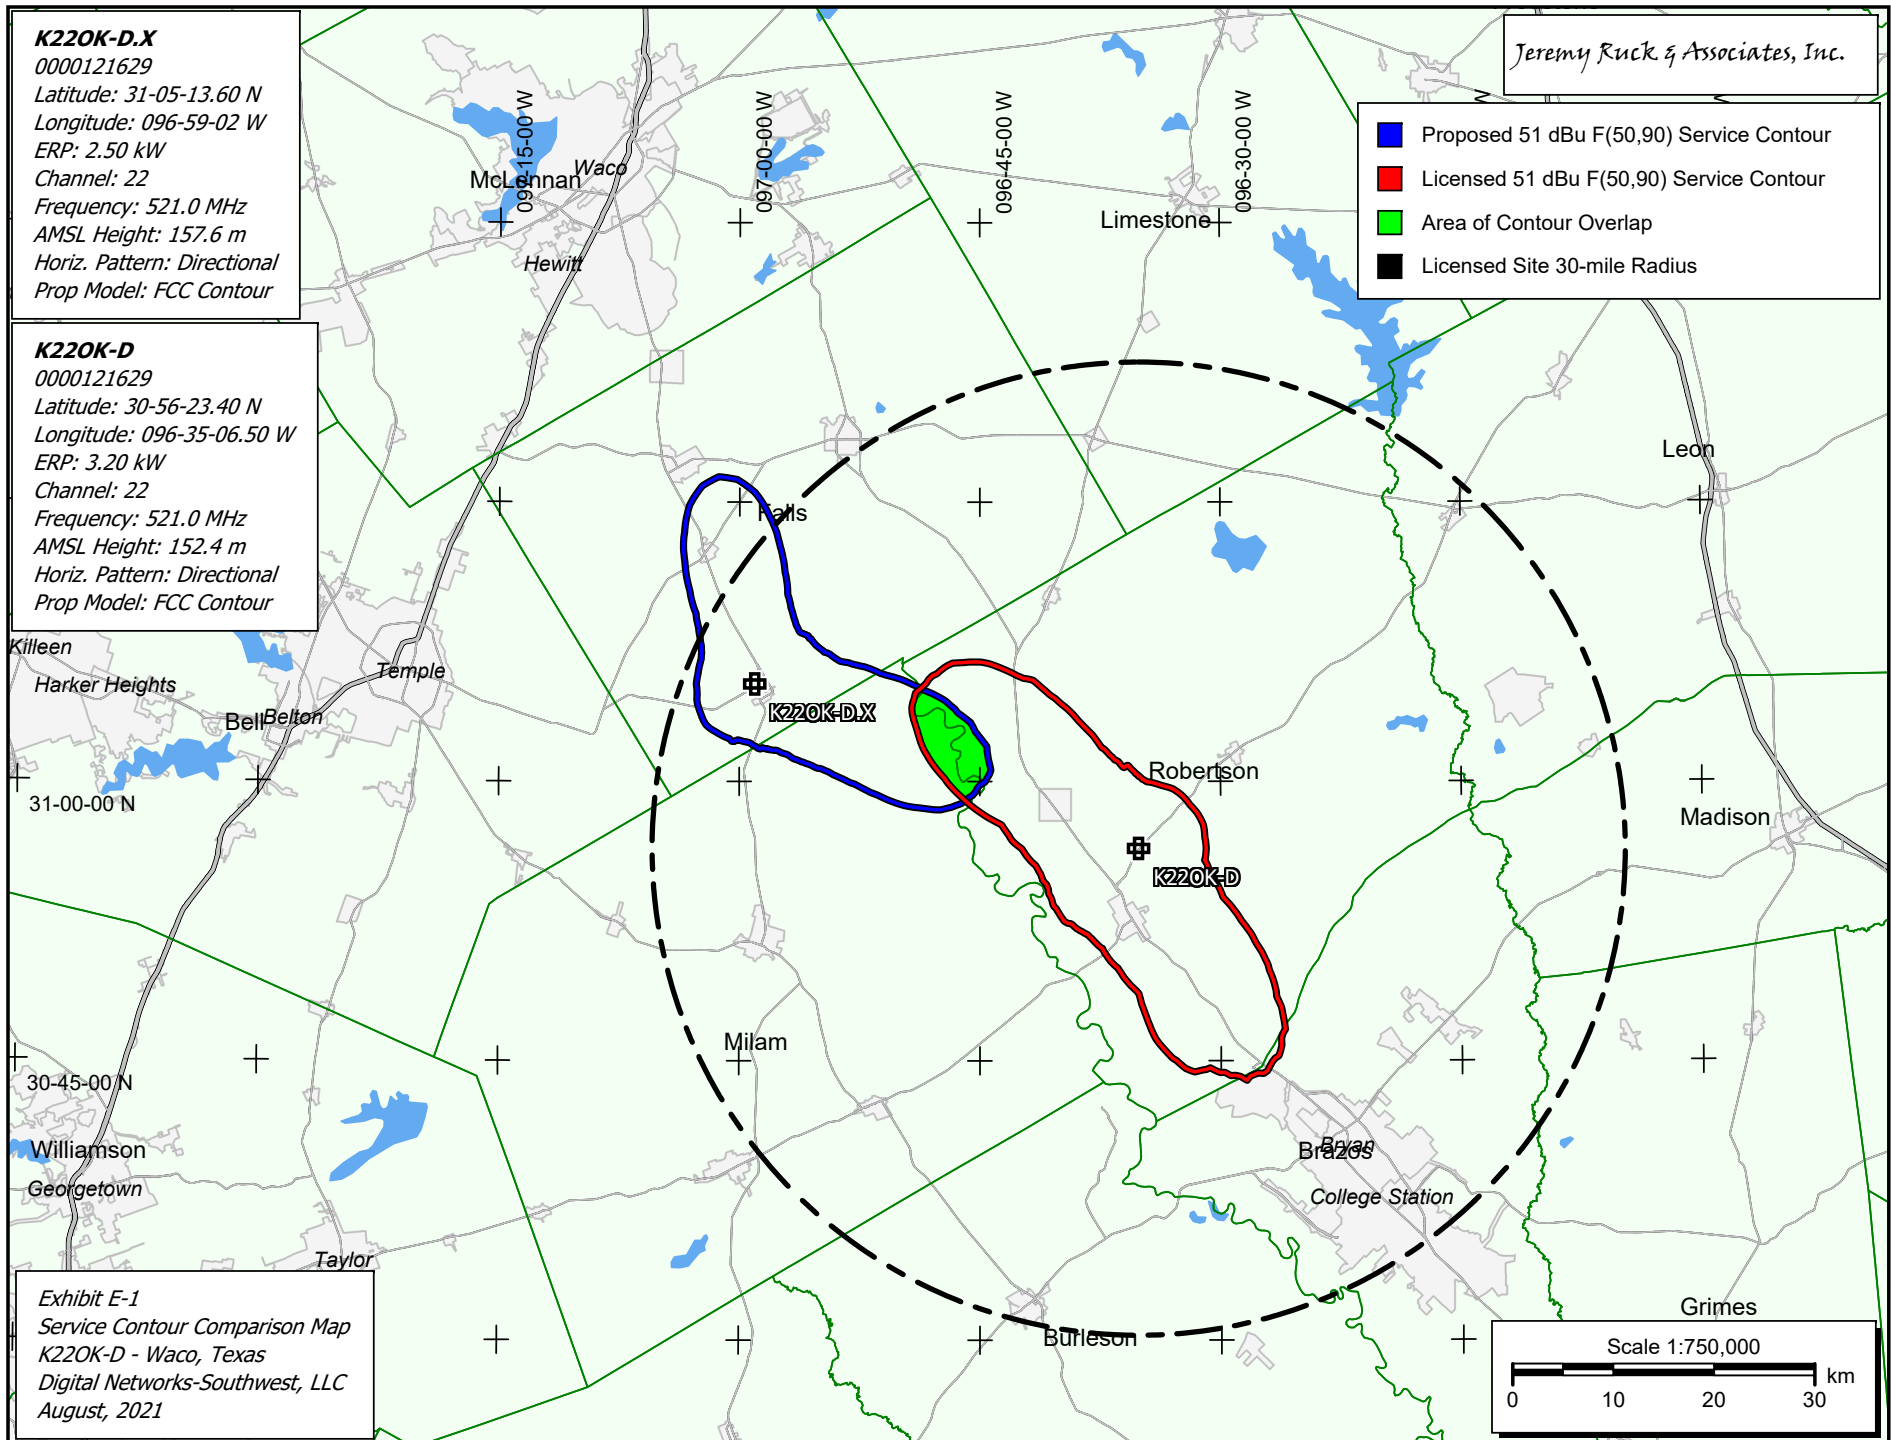 K22OK-D.X
0000121629
Latitude: 31-05-13.60 N
Longitude: 096-59-02 W
ERP: 2.50 kW
Channel: 22
Frequency: 521.0 MHz
AMSL Height: 157.6 m
Horiz. Pattern: Directional
Prop Model: FCC Contour
K22OK-D
0000121629
Latitude: 30-56-23.40 N
Longitude: 096-35-06.50 W
ERP: 3.20 kW
Channel: 22
Frequency: 521.0 MHz
AMSL Height: 152.4 m
Horiz. Pattern: Directional
Prop Model: FCC Contour
Jeremy Ruck & Associates, Inc.
Proposed 51 dBu F(50,90) Service Contour
Licensed 51 dBu F(50,90) Service Contour
Area of Contour Overlap
Licensed Site 30-mile Radius
097-15-00 W
097-00-00 W
096-45-00 W
096-30-00 W
W
W
Waco
McLennan
Hewitt
Limestone
Leon
Falls
Killeen
Harker Heights
Temple
Bell
Belton
K22OK-D.X
Robertson
31-00-00 N
Madison
K22OK-D
Milam
30-45-00 N
Williamson
Georgetown
Bryan
Brazos
College Station
Taylor
Burleson
Grimes
Exhibit E-1
Service Contour Comparison Map
K22OK-D - Waco, Texas
Digital Networks-Southwest, LLC
August, 2021
Scale 1:750,000
km
0 10 20 30